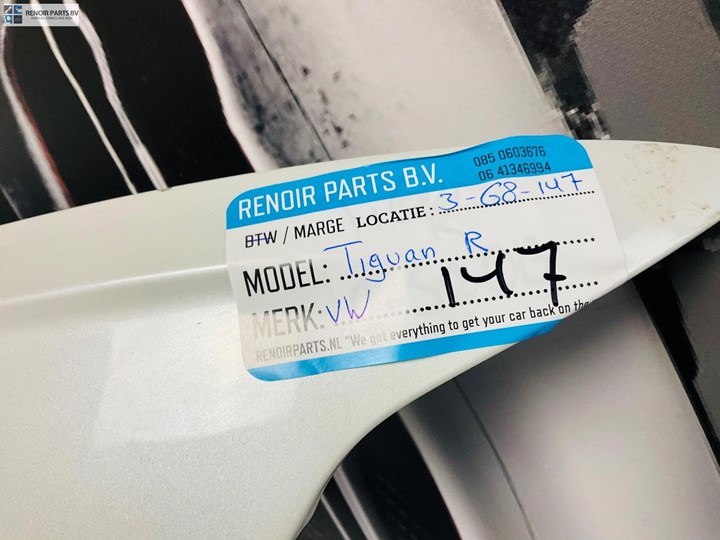 RENOIR PARTS BV
RENOIR PARTS B.V.
085 0603676
06 41346994
BTW / MARGE LOCATIE: 3-G8-147
MODEL: Tiguan R
MERK: VW 147
RENOIRPARTS.NL "We got everything to get your car back on the